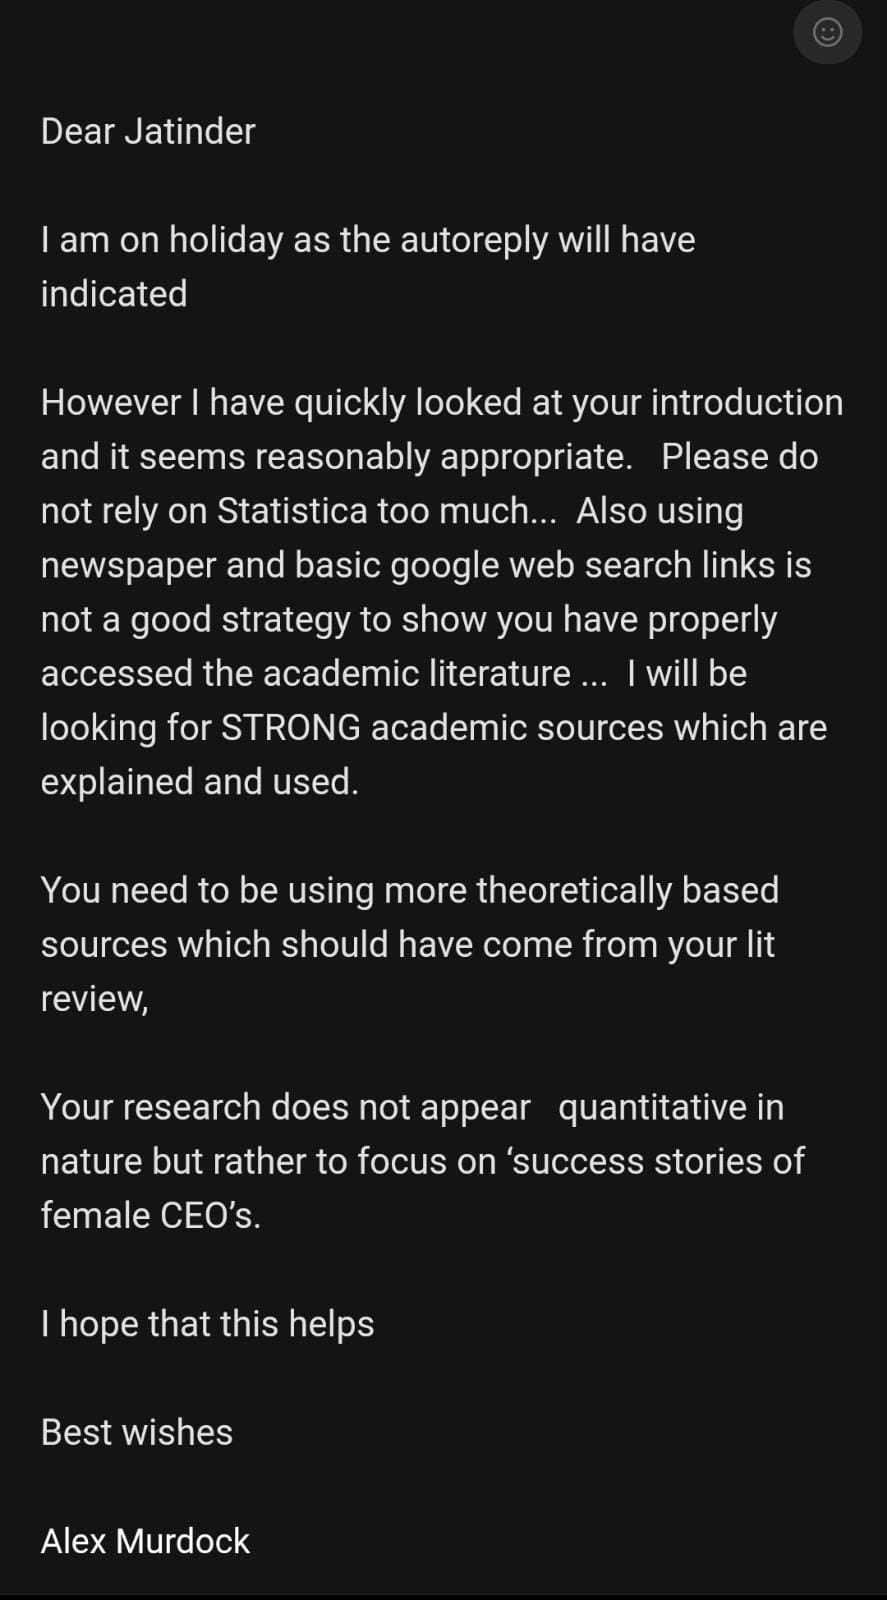 Dear Jatinder
I am on holiday as the autoreply will have
indicated
However I have quickly looked at your introduction
and it seems reasonably appropriate.   Please do
not rely on Statistica too much...  Also using
newspaper and basic google web search links is
not a good strategy to show you have properly
accessed the academic literature ...  I will be
looking for STRONG academic sources which are
explained and used.
You need to be using more theoretically based
sources which should have come from your lit
review,
Your research does not appear   quantitative in
nature but rather to focus on ‘success stories of
female CEO’s.
I hope that this helps
Best wishes
Alex Murdock